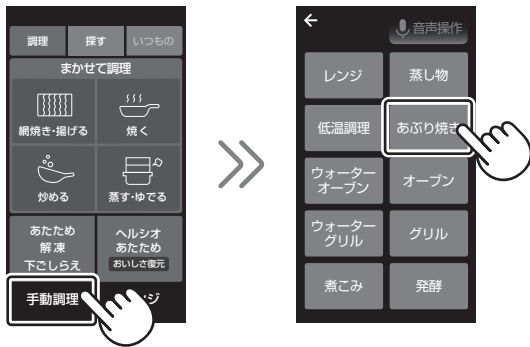 調理
探す
いつもの
まかせて調理
網焼き・揚げる
焼く
炒める
蒸す・ゆでる
あたため
解凍
下ごしらえ
ヘルシオ
あたため
おいしさ復元
手動調理
ンジ
音声操作
レンジ
蒸し物
低温調理
あぶり焼き
ウォーター
オーブン
オーブン
ウォーター
グリル
グリル
煮こみ
発酵